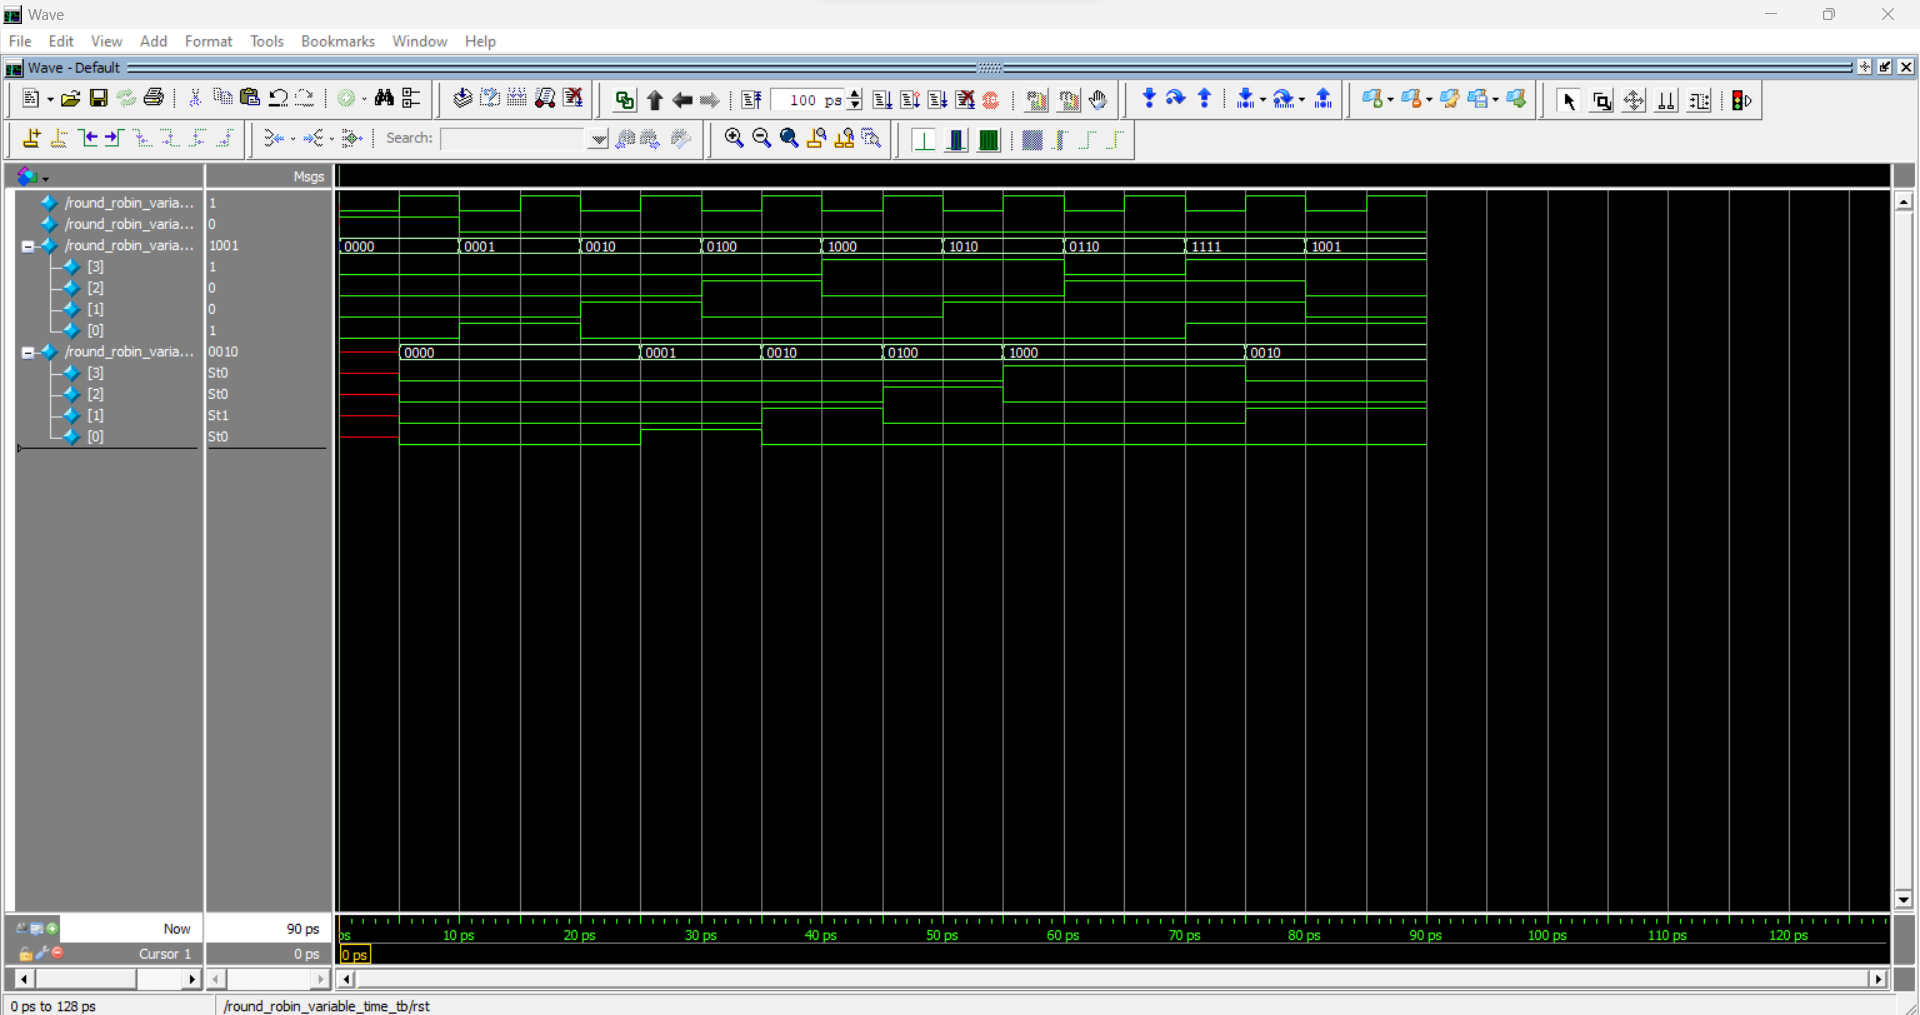 Wave
File Edit View Add Format Tools Bookmarks Window Help
Wave - Default
100 ps
Search:
Msgs
/round_robin_varia... 1
/round_robin_varia... 0
/round_robin_varia... 1001 0000 0001 0010 0100 1000 1010 0110 1111 1001
[3] 1
[2] 0
[1] 0
[0] 1
/round_robin_varia... 0010 0000 0001 0010 0100 1000 0010
[3] St0
[2] St0
[1] St1
[0] St0
Now 90 ps ps 10 ps 20 ps 30 ps 40 ps 50 ps 60 ps 70 ps 80 ps 90 ps 100 ps 110 ps 120 ps
Cursor 1 0 ps 0 ps
0 ps to 128 ps /round_robin_variable_time_tb/rst